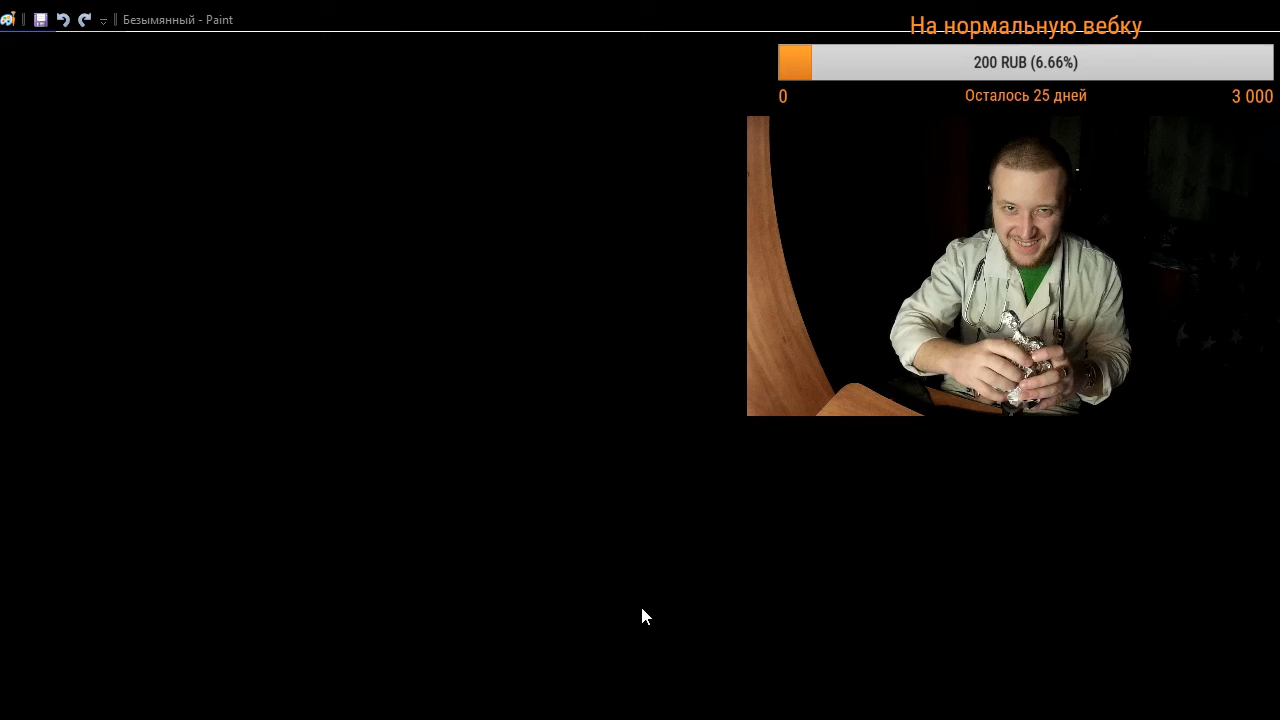 Безымянный - Paint
На нормальную вебку
200 RUB (6.66%)
0
Осталось 25 дней
3 000